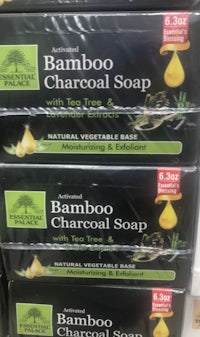 6.3oz
Essential's
Blessing
Activated
Bamboo
Charcoal Soap
with Tea Tree &
Lavender Extracts
ESSENTIAL
PALACE
NATURAL VEGETABLE BASE
Moisturizing & Exfoliant
6.3oz
Essential's
Blessing
Activated
Bamboo
Charcoal Soap
with Tea Tree &
ESSENTIAL
PALACE
NATURAL VEGETABLE BASE
Moisturizing & Exfoliant
6.3oz
Essential's
Blessing
Activated
Bamboo
Charcoal Soap
ESSENTIAL
PALACE